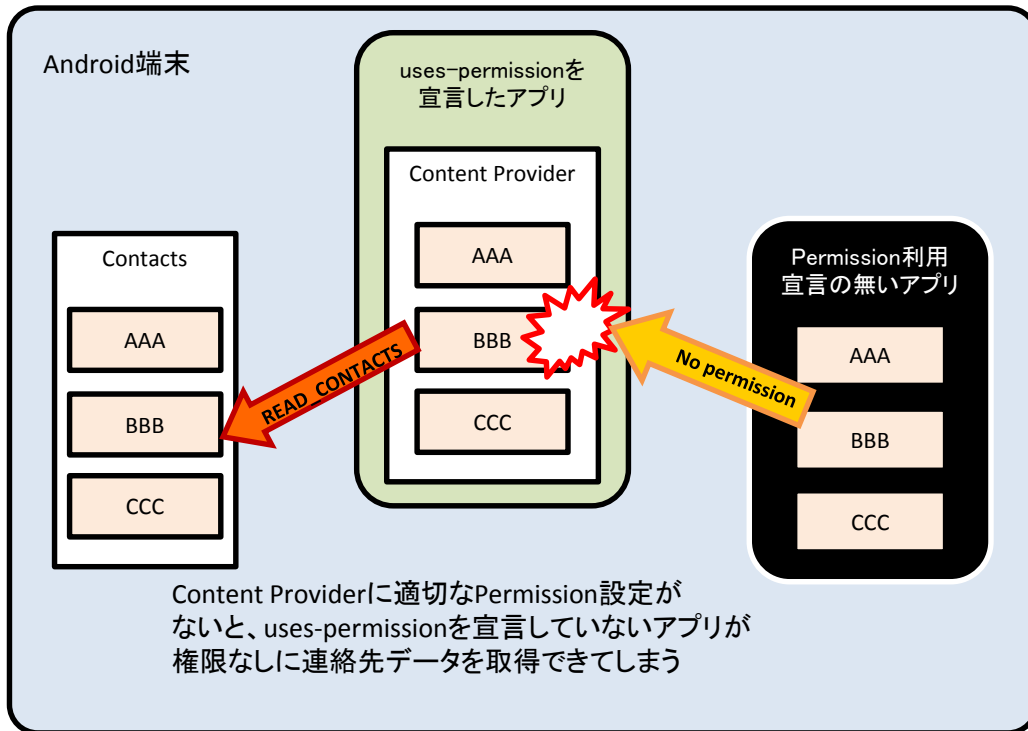 Android端末
uses-permissionを
宣言したアプリ
Content Provider
AAA
BBB
CCC
Contacts
AAA
BBB
CCC
READ_CONTACTS
No permission
Permission利用
宣言の無いアプリ
AAA
BBB
CCC
Content Providerに適切なPermission設定が
ないと、uses-permissionを宣言していないアプリが
権限なしに連絡先データを取得できてしまう